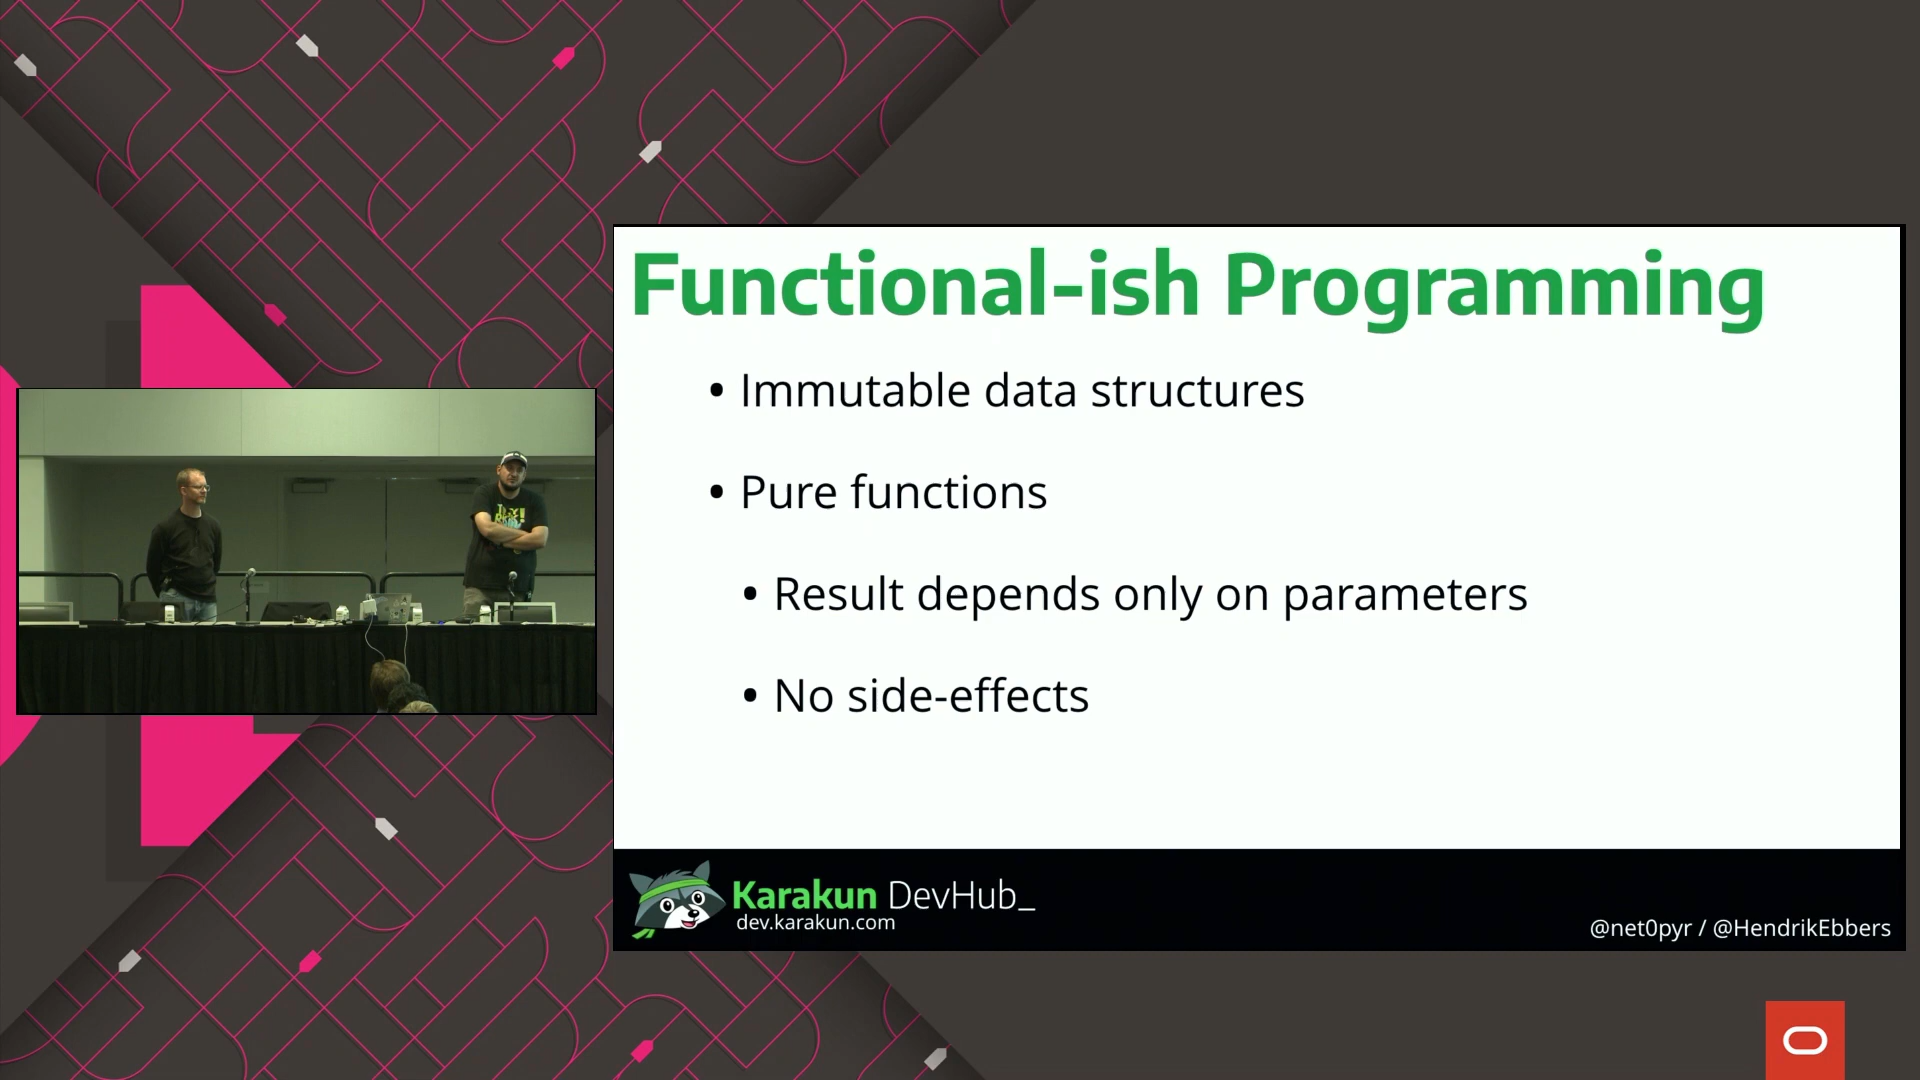 Functional-ish Programming
• Immutable data structures
• Pure functions
• Result depends only on parameters
• No side-effects
Karakun DevHub_
dev.karakun.com
@net0pyr / @HendrikEbbers